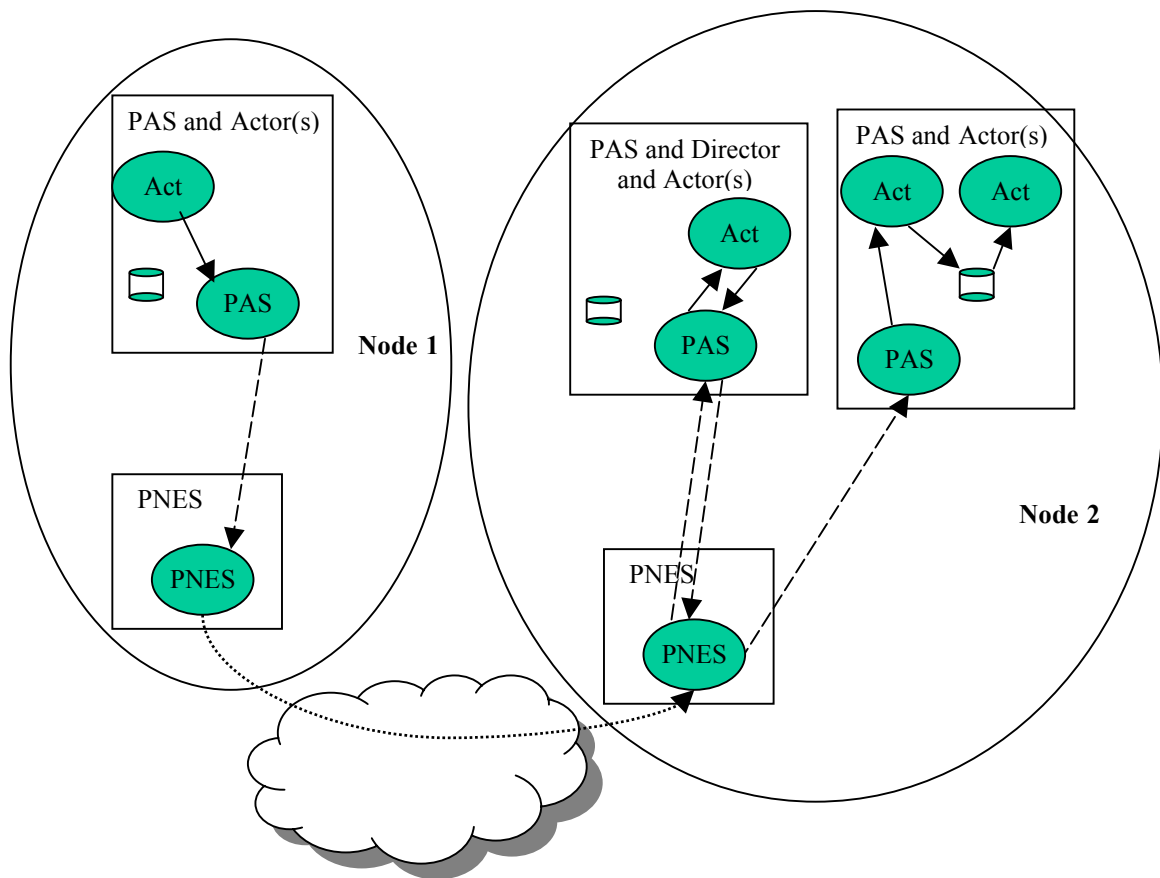 PAS and Actor(s)
Act
PAS
Node 1
PNES
PNES
PAS and Director
and Actor(s)
Act
PAS
PAS and Actor(s)
Act
Act
PAS
Node 2
PNES
PNES